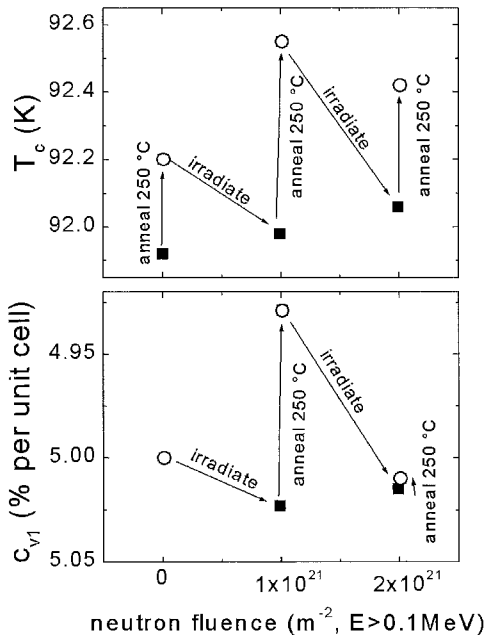 92.6
92.4
92.2
92.0
T_c (K)
anneal 250 °C
irradiate
anneal 250 °C
irradiate
anneal 250 °C
4.95
5.00
5.05
c_v1 (% per unit cell)
irradiate
anneal 250 °C
irradiate
anneal 250 °C
0
1x10^21
2x10^21
neutron fluence (m^-2, E>0.1MeV)